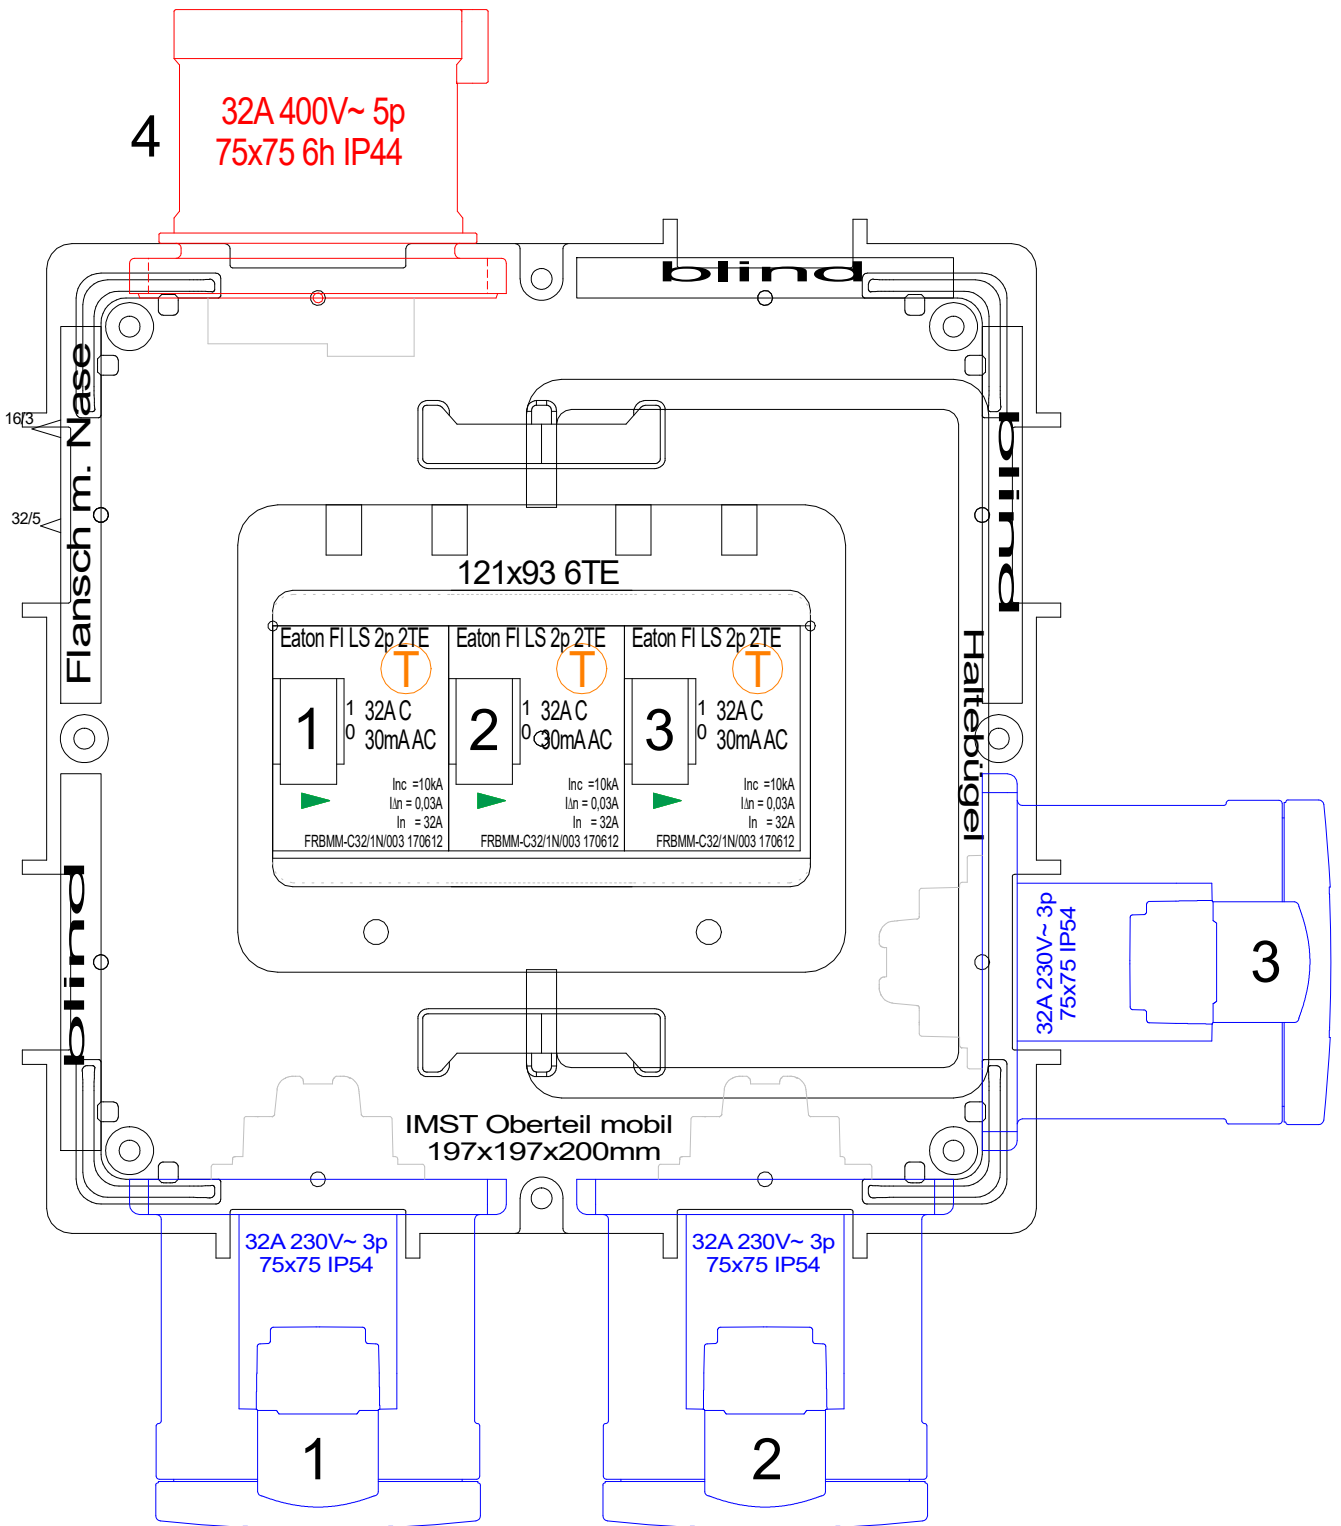 32A 400V~ 5p
75x75 6h IP44
4
blind
Flansch m. Nase
16/3
32/5
blind
121x93 6TE
Eaton FI LS 2p 2TE
T
1
1
0
32A C
30mA AC
Inc =10kA
I∆n = 0,03A
In = 32A
FRBMM-C32/1N/003 170612
Eaton FI LS 2p 2TE
T
2
1
0
32A C
30mA AC
Inc =10kA
I∆n = 0,03A
In = 32A
FRBMM-C32/1N/003 170612
Eaton FI LS 2p 2TE
T
3
1
0
32A C
30mA AC
Inc =10kA
I∆n = 0,03A
In = 32A
FRBMM-C32/1N/003 170612
Haltebügel
blind
32A 230V~ 3p
75x75 IP54
3
IMST Oberteil mobil
197x197x200mm
32A 230V~ 3p
75x75 IP54
1
32A 230V~ 3p
75x75 IP54
2